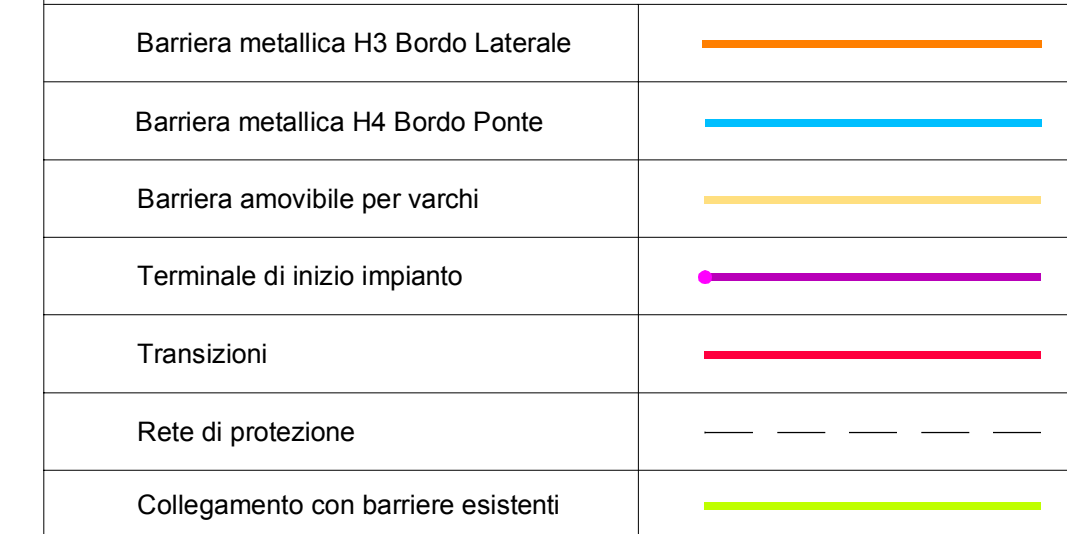 Barriera metallica H3 Bordo Laterale
Barriera metallica H4 Bordo Ponte
Barriera amovibile per varchi
Terminale di inizio impianto
Transizioni
Rete di protezione
Collegamento con barriere esistenti